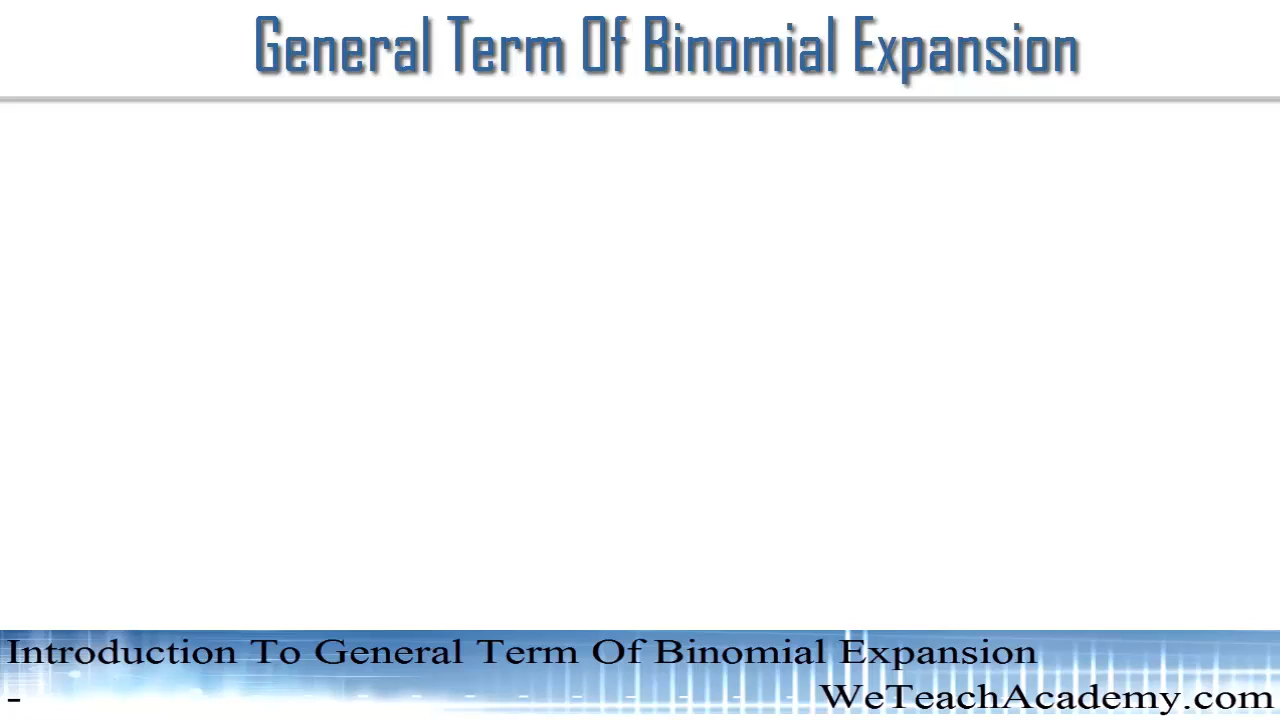 General Term Of Binomial Expansion
Introduction To General Term Of Binomial Expansion
-
WeTeachAcademy.com